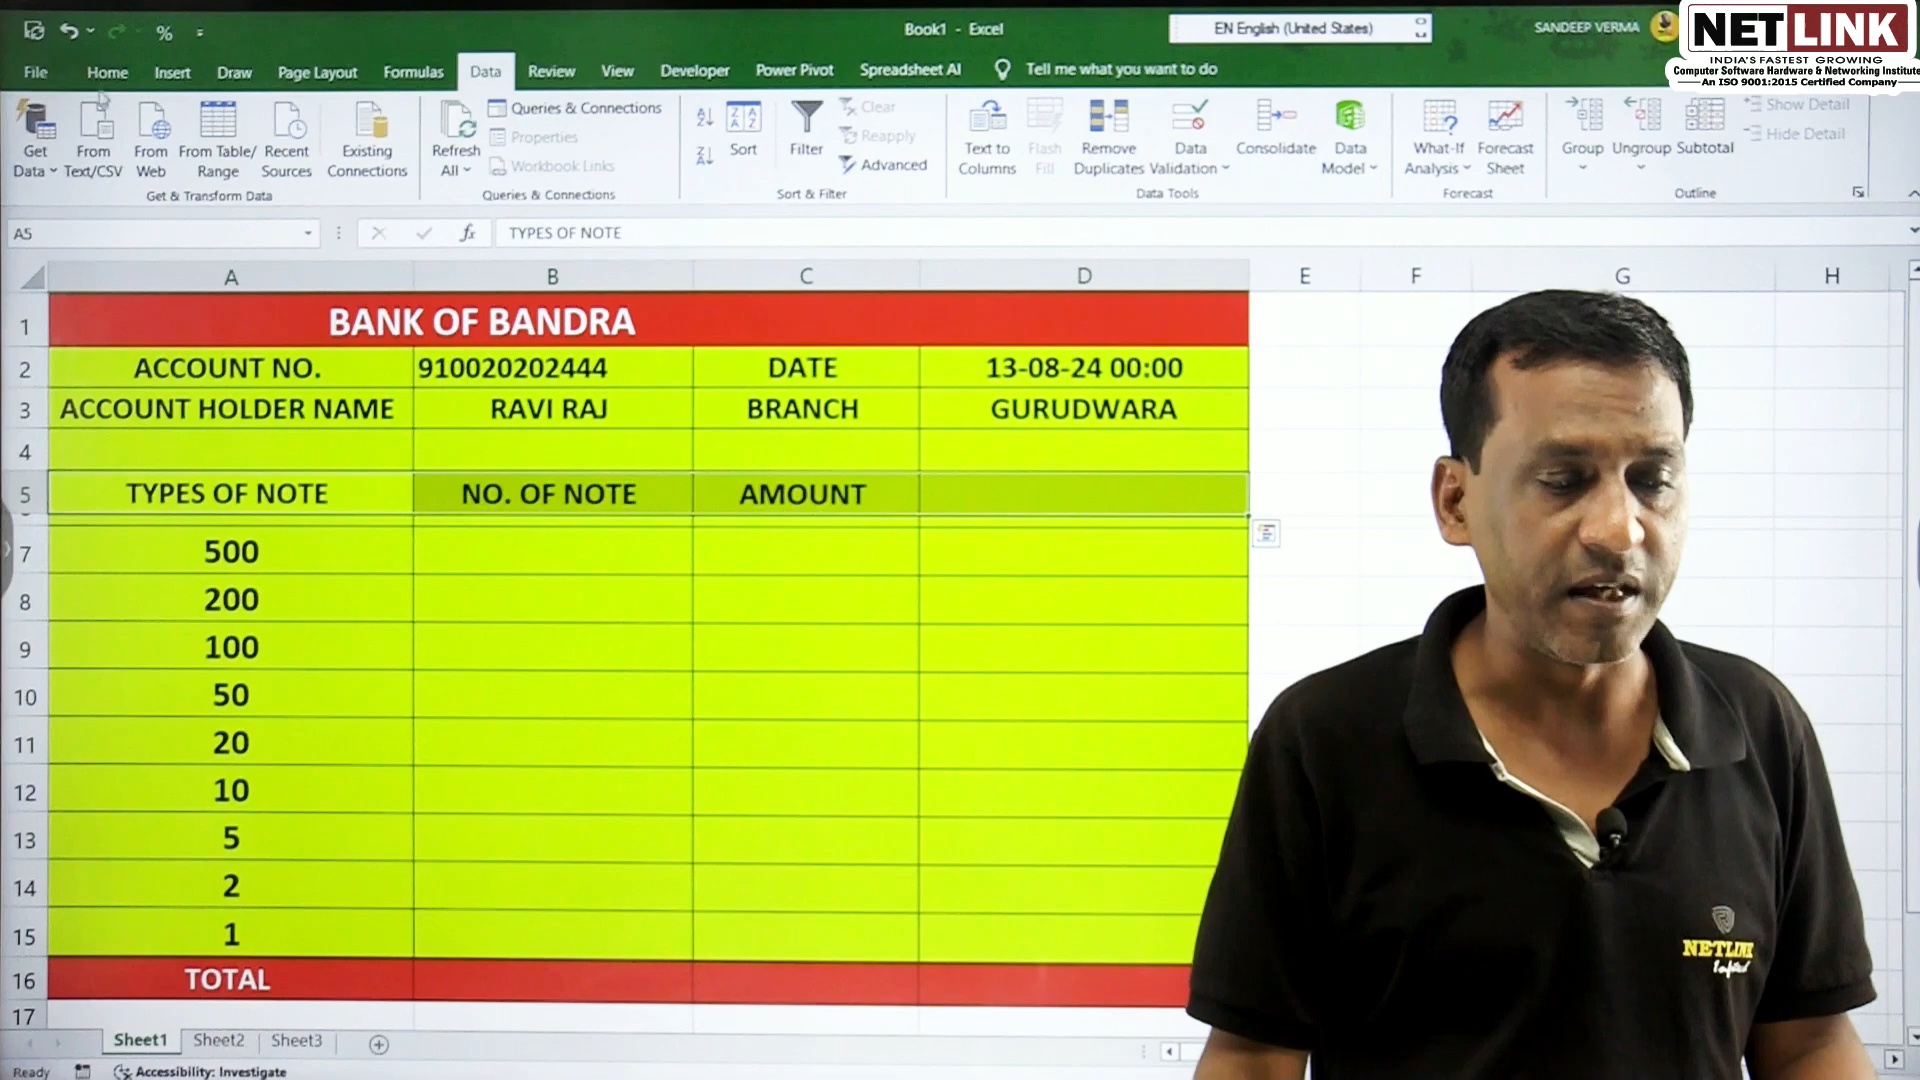 Book1 - Excel
EN English (United States)
SANDEEP VERMA
NETLINK
INDIA'S FASTEST GROWING
Computer Software Hardware & Networking Institute
An ISO 9001:2015 Certified Company
File Home Insert Draw Page Layout Formulas Data Review View Developer Power Pivot Spreadsheet AI Tell me what you want to do
Get Data
From Text/CSV
From Web
From Table/ Range
Recent Sources
Existing Connections
Get & Transform Data
Refresh All
Queries & Connections
Properties
Workbook Links
Queries & Connections
Sort
Filter
Clear
Reapply
Advanced
Sort & Filter
Text to Columns
Flash Fill
Remove Duplicates
Data Validation
Consolidate
Data Model
Data Tools
What-If Analysis
Forecast Sheet
Forecast
Group
Ungroup
Subtotal
Show Detail
Hide Detail
Outline
A5 fx TYPES OF NOTE
A B C D E F G H
1 BANK OF BANDRA
2 ACCOUNT NO. 910020202444 DATE 13-08-24 00:00
3 ACCOUNT HOLDER NAME RAVI RAJ BRANCH GURUDWARA
4
5 TYPES OF NOTE NO. OF NOTE AMOUNT
7 500
8 200
9 100
10 50
11 20
12 10
13 5
14 2
15 1
16 TOTAL
17
Sheet1 Sheet2 Sheet3
Ready Accessibility: Investigate
NETLINK